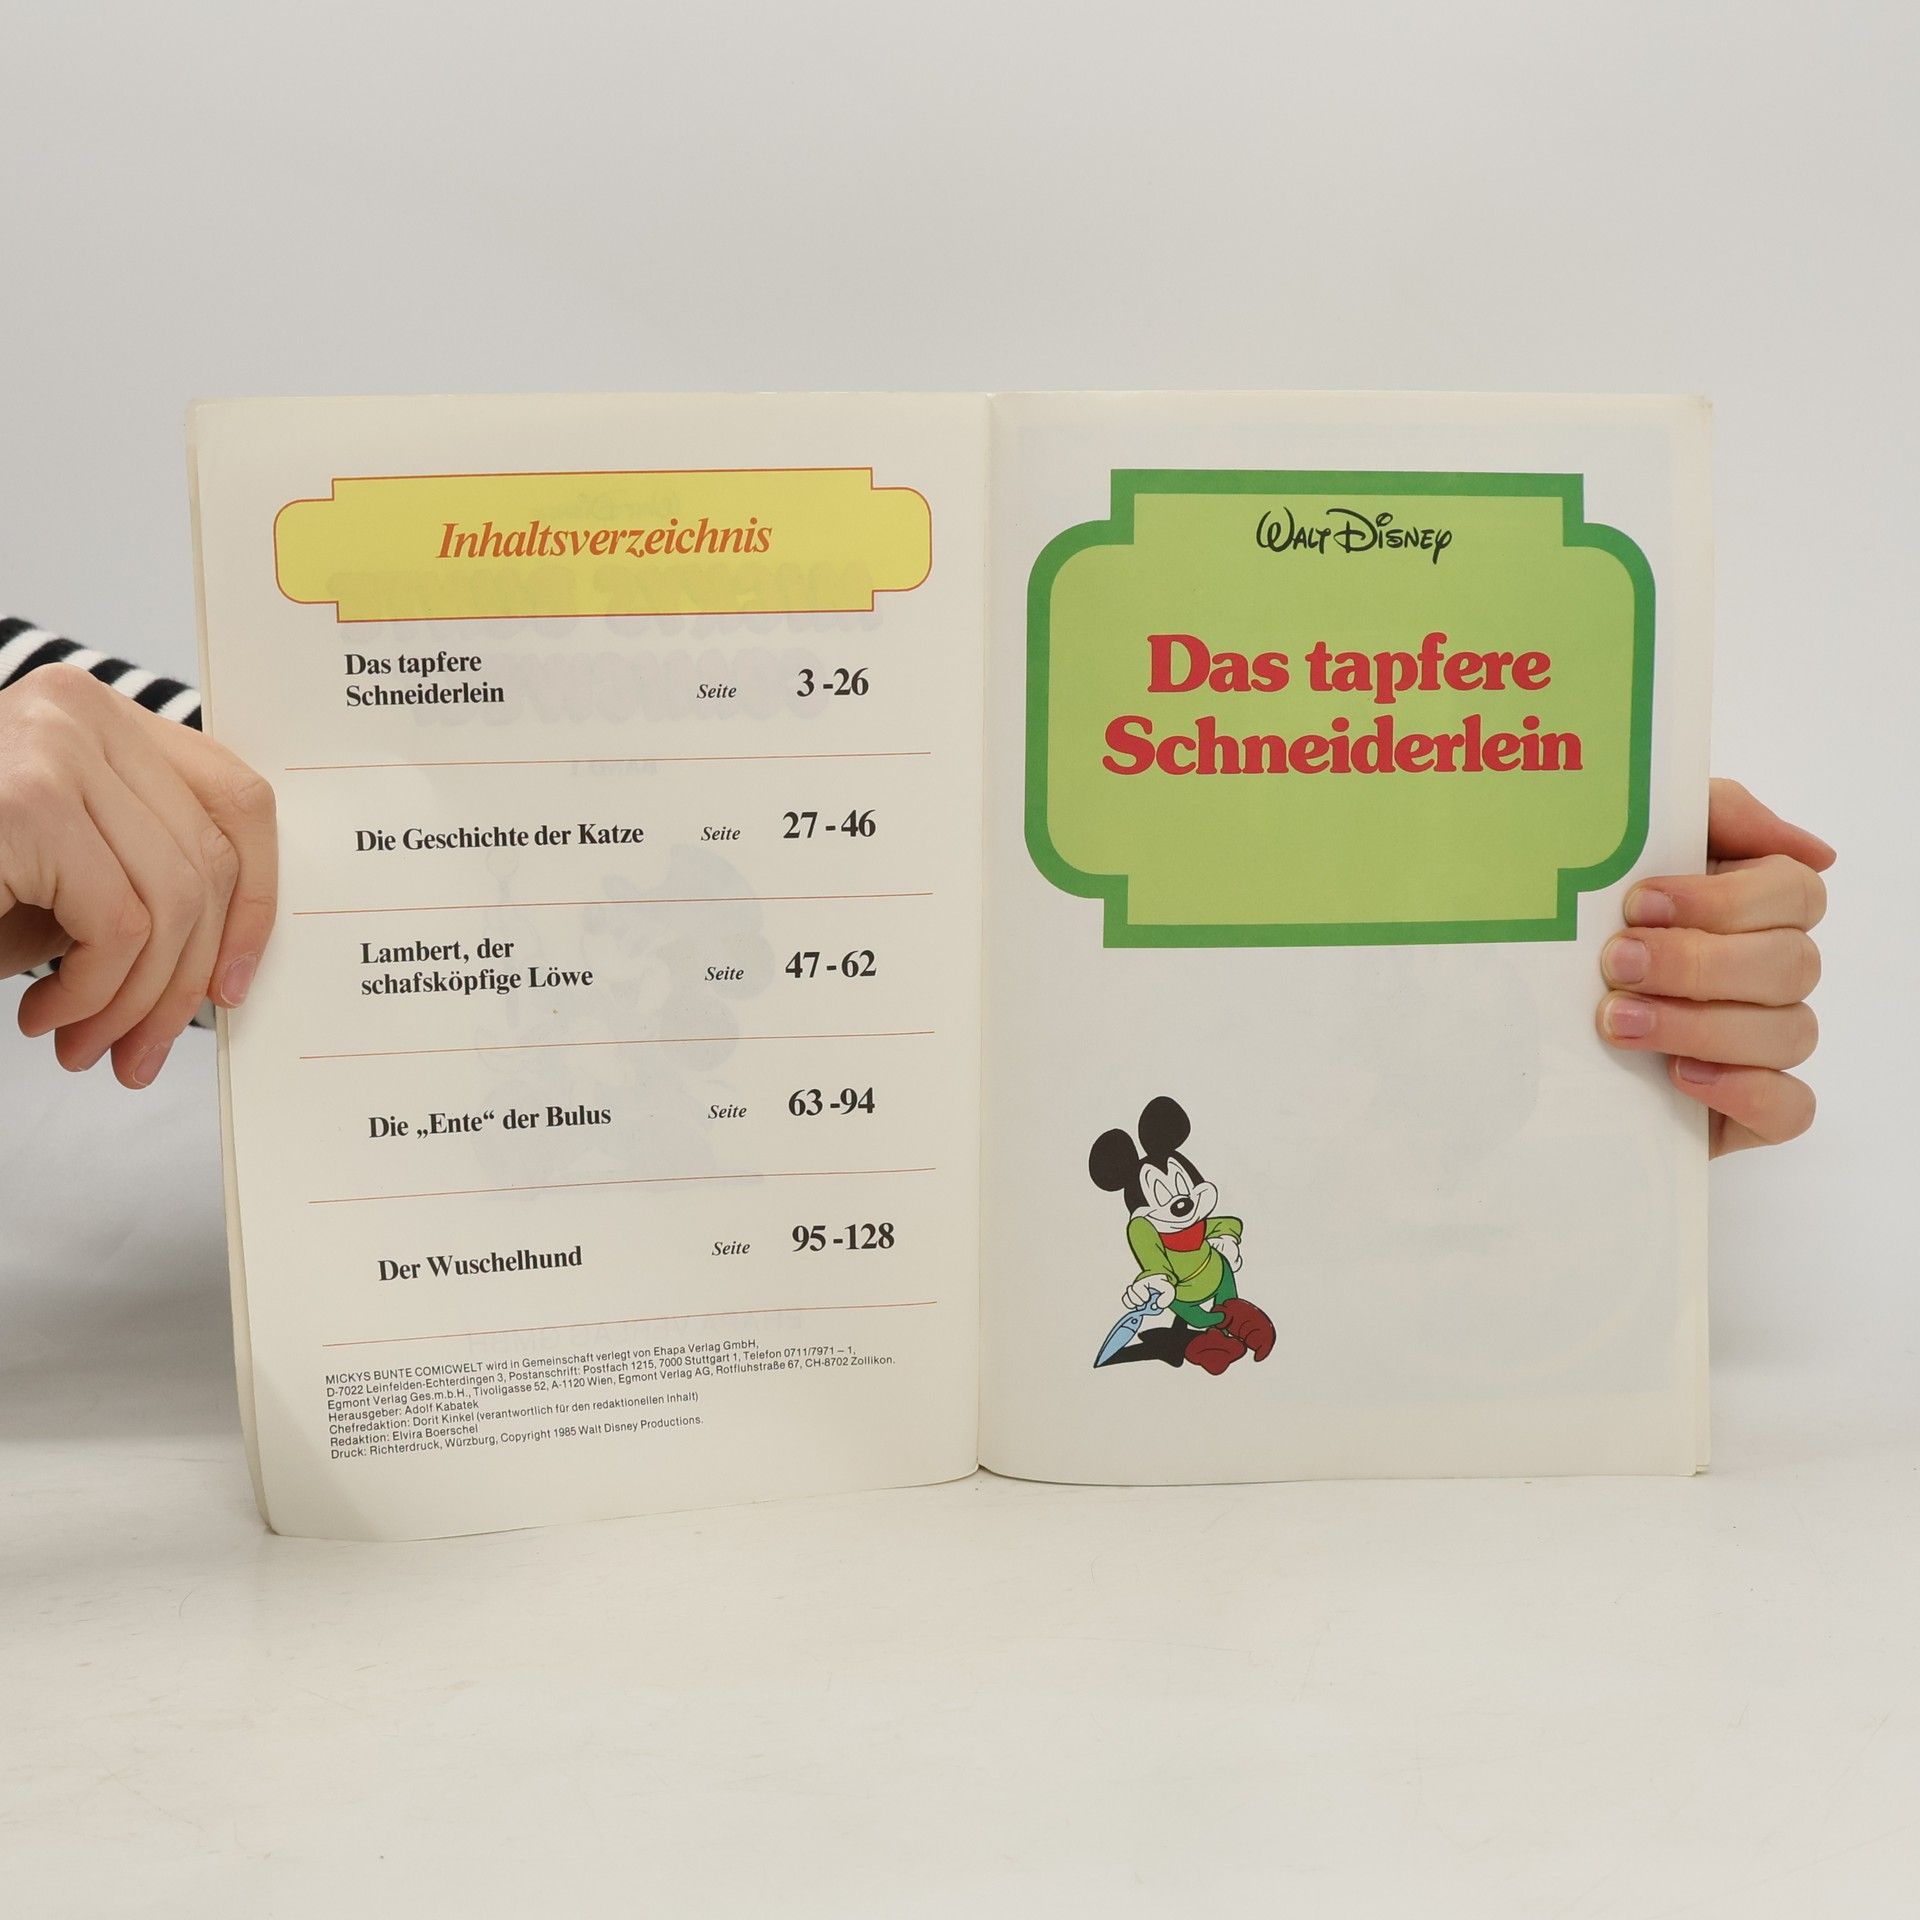 Inhaltsverzeichnis
Das tapfere
Schneiderlein Seite 3-26
Die Geschichte der Katze Seite 27-46
Lambert, der
schafsköpfige Löwe Seite 47-62
Die „Ente“ der Bulus Seite 63-94
Der Wuschelhund Seite 95-128
MICKYS BUNTE COMICWELT wird in Gemeinschaft verlegt von Ehapa Verlag GmbH,
D-7022 Leinfelden-Echterdingen 3, Postanschrift: Postfach 1215, 7000 Stuttgart 1, Telefon 0711/7971 – 1,
Egmont Verlag Ges.m.b.H., Tivoligasse 52, A-1120 Wien, Egmont Verlag AG, Rotfluhstraße 67, CH-8702 Zollikon.
Herausgeber: Adolf Kabatek
Chefredaktion: Dorit Kinkel (verantwortlich für den redaktionellen Inhalt)
Redaktion: Elvira Boerschel
Druck: Richterdruck, Würzburg, Copyright 1985 Walt Disney Productions.
WALT DISNEY
Das tapfere
Schneiderlein